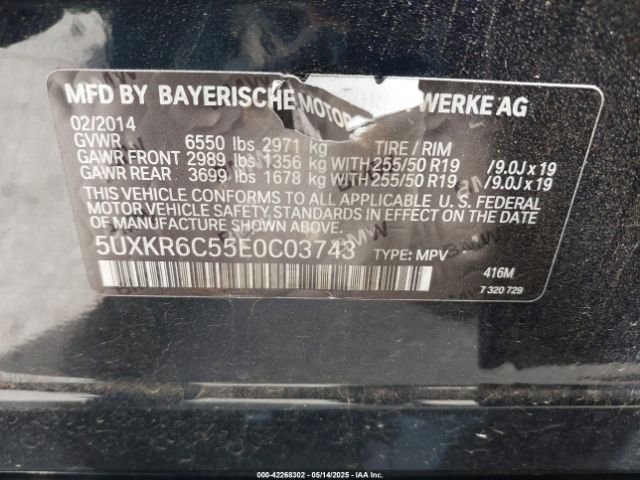 MFD BY BAYERISCHE MOTOR WERKE AG
02/2014
GVWR 6550 lbs 2971 kg TIRE / RIM
GAWR FRONT 2989 lbs 1356 kg WITH 255/50 R19 /9.0J x 19
GAWR REAR 3699 lbs 1678 kg WITH 255/50 R19 /9.0J x 19
THIS VEHICLE CONFORMS TO ALL APPLICABLE U. S. FEDERAL
MOTOR VEHICLE SAFETY STANDARDS IN EFFECT ON THE DATE
OF MANUFACTURE SHOWN ABOVE.
5UXKR6C55E0C03743 TYPE: MPV
416M
7 320 729
000-42268302 - 05/14/2025 - IAAI.COM